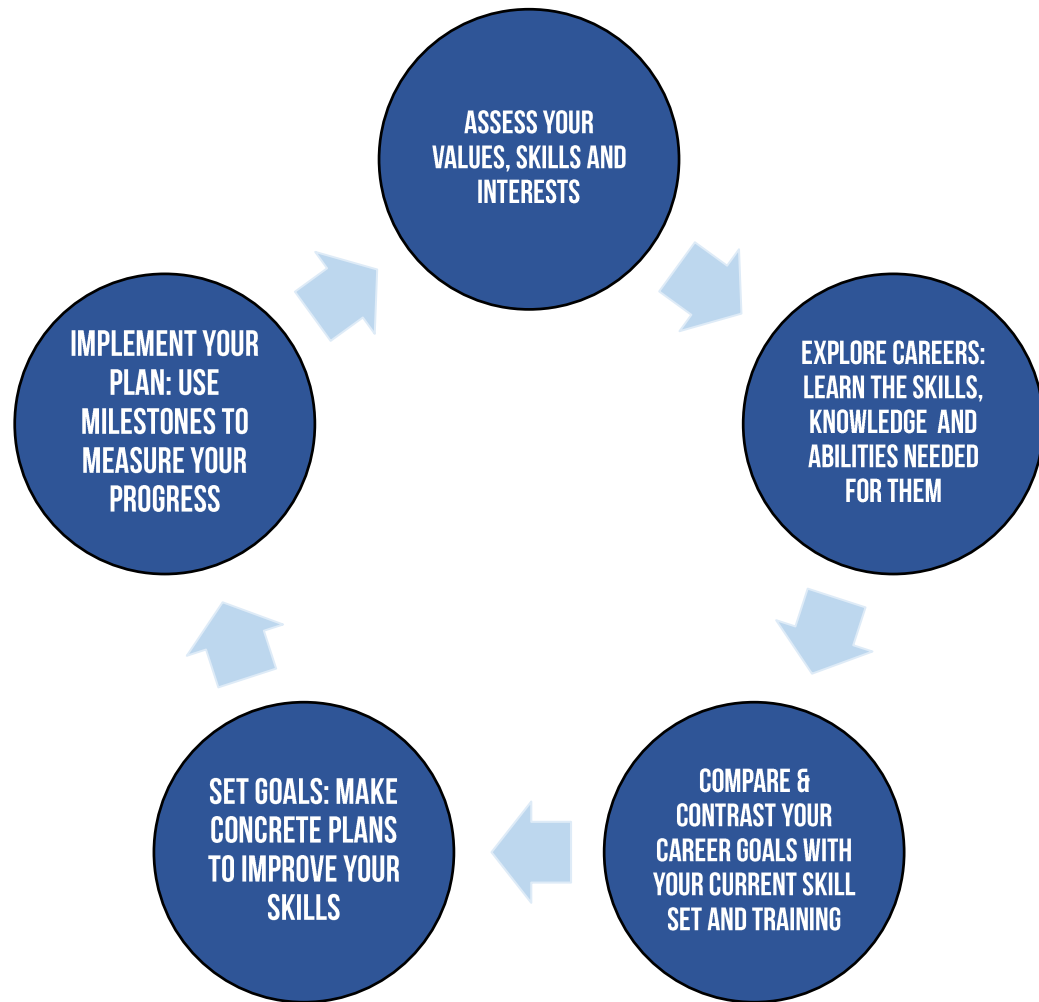 ASSESS YOUR
VALUES, SKILLS AND
INTERESTS
EXPLORE CAREERS:
LEARN THE SKILLS,
KNOWLEDGE AND
ABILITIES NEEDED
FOR THEM
COMPARE &
CONTRAST YOUR
CAREER GOALS WITH
YOUR CURRENT SKILL
SET AND TRAINING
SET GOALS: MAKE
CONCRETE PLANS
TO IMPROVE YOUR
SKILLS
IMPLEMENT YOUR
PLAN: USE
MILESTONES TO
MEASURE YOUR
PROGRESS